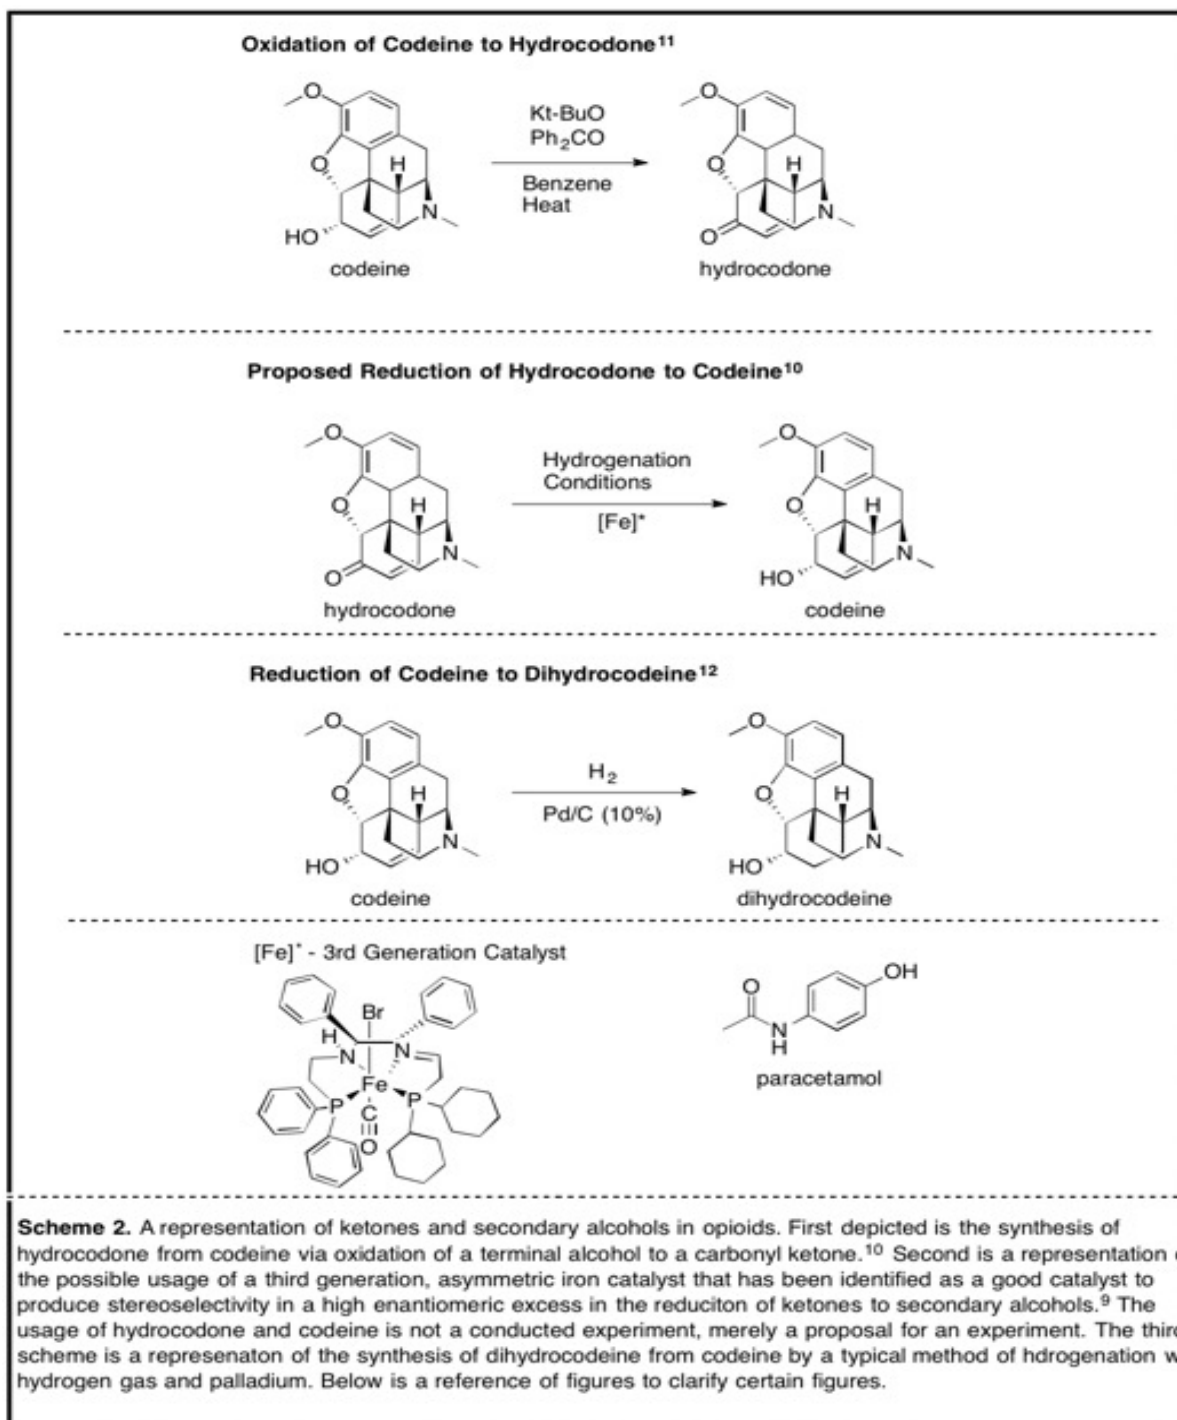 Oxidation of Codeine to Hydrocodone¹¹
O
Kt-BuO
Ph₂CO
Benzene
Heat
O
H
N
HO
codeine
O
O
H
N
O
hydrocodone
Proposed Reduction of Hydrocodone to Codeine¹⁰
O
O
H
N
O
hydrocodone
Hydrogenation
Conditions
[Fe]*
O
O
H
N
HO
codeine
Reduction of Codeine to Dihydrocodeine¹²
O
O
H
N
HO
codeine
H₂
Pd/C (10%)
O
O
H
N
HO
dihydrocodeine
[Fe]* - 3rd Generation Catalyst
Br
H
N
N
Fe
P
P
C
O
O
OH
N
H
paracetamol
Scheme 2. A representation of ketones and secondary alcohols in opioids. First depicted is the synthesis of
hydrocodone from codeine via oxidation of a terminal alcohol to a carbonyl ketone.¹⁰ Second is a representation
the possible usage of a third generation, asymmetric iron catalyst that has been identified as a good catalyst to
produce stereoselectivity in a high enantiomeric excess in the reduciton of ketones to secondary alcohols.⁹ The
usage of hydrocodone and codeine is not a conducted experiment, merely a proposal for an experiment. The third
scheme is a represenaton of the synthesis of dihydrocodeine from codeine by a typical method of hdrogenation
hydrogen gas and palladium. Below is a reference of figures to clarify certain figures.